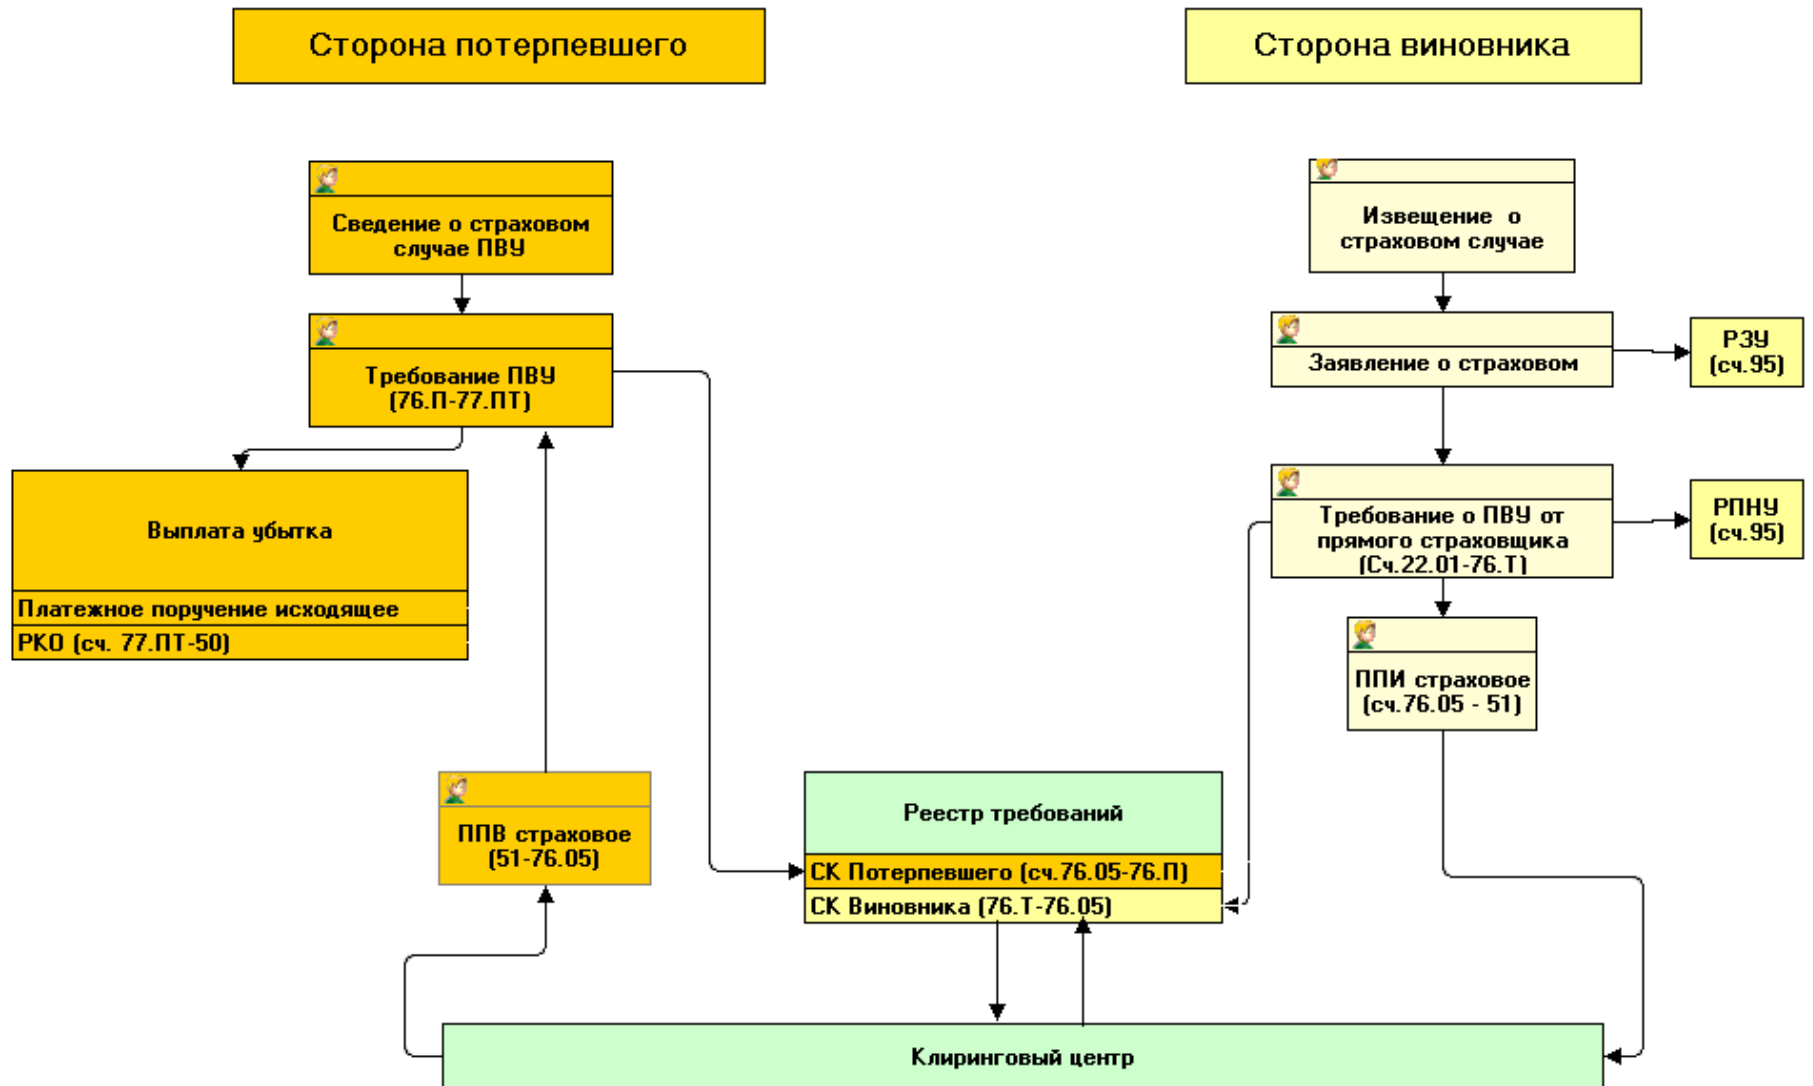 Сторона потерпевшего
Сторона виновника
Сведение о страховом
случае ПВУ
Извещение о
страховом случае
Требование ПВУ
(76.П-77.ПТ)
Заявление о страховом
РЗУ
(сч.95)
Выплата убытка
Платежное поручение исходящее
РКО (сч. 77.ПТ-50)
Требование о ПВУ от
прямого страховщика
(Сч.22.01-76.Т)
РПНУ
(сч.95)
ППИ страховое
(сч.76.05 - 51)
ППВ страховое
(51-76.05)
Реестр требований
СК Потерпевшего (сч.76.05-76.П)
СК Виновника (76.Т-76.05)
Клиринговый центр